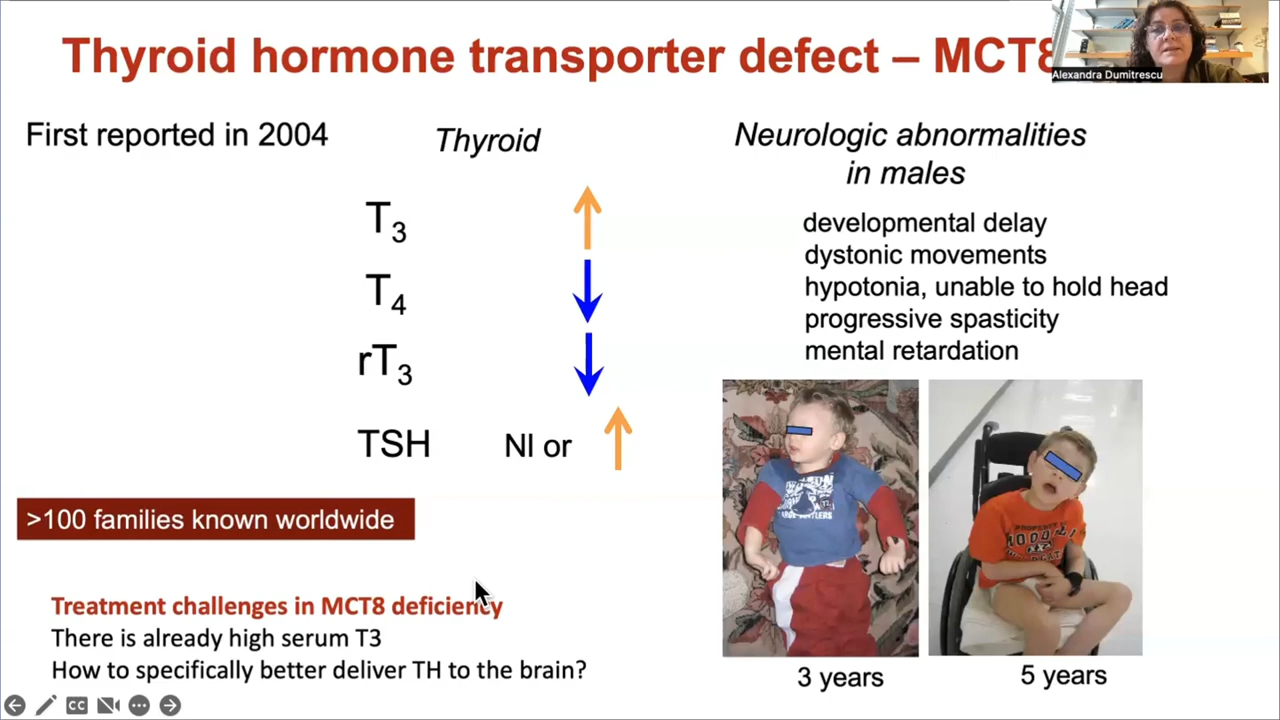 Thyroid hormone transporter defect – MCT8
Alexandra Dumitrescu
First reported in 2004
Thyroid
Neurologic abnormalities
in males
T3
T4
rT3
TSH Nl or
developmental delay
dystonic movements
hypotonia, unable to hold head
progressive spasticity
mental retardation
>100 families known worldwide
Treatment challenges in MCT8 deficiency
There is already high serum T3
How to specifically better deliver TH to the brain?
3 years
5 years
CC